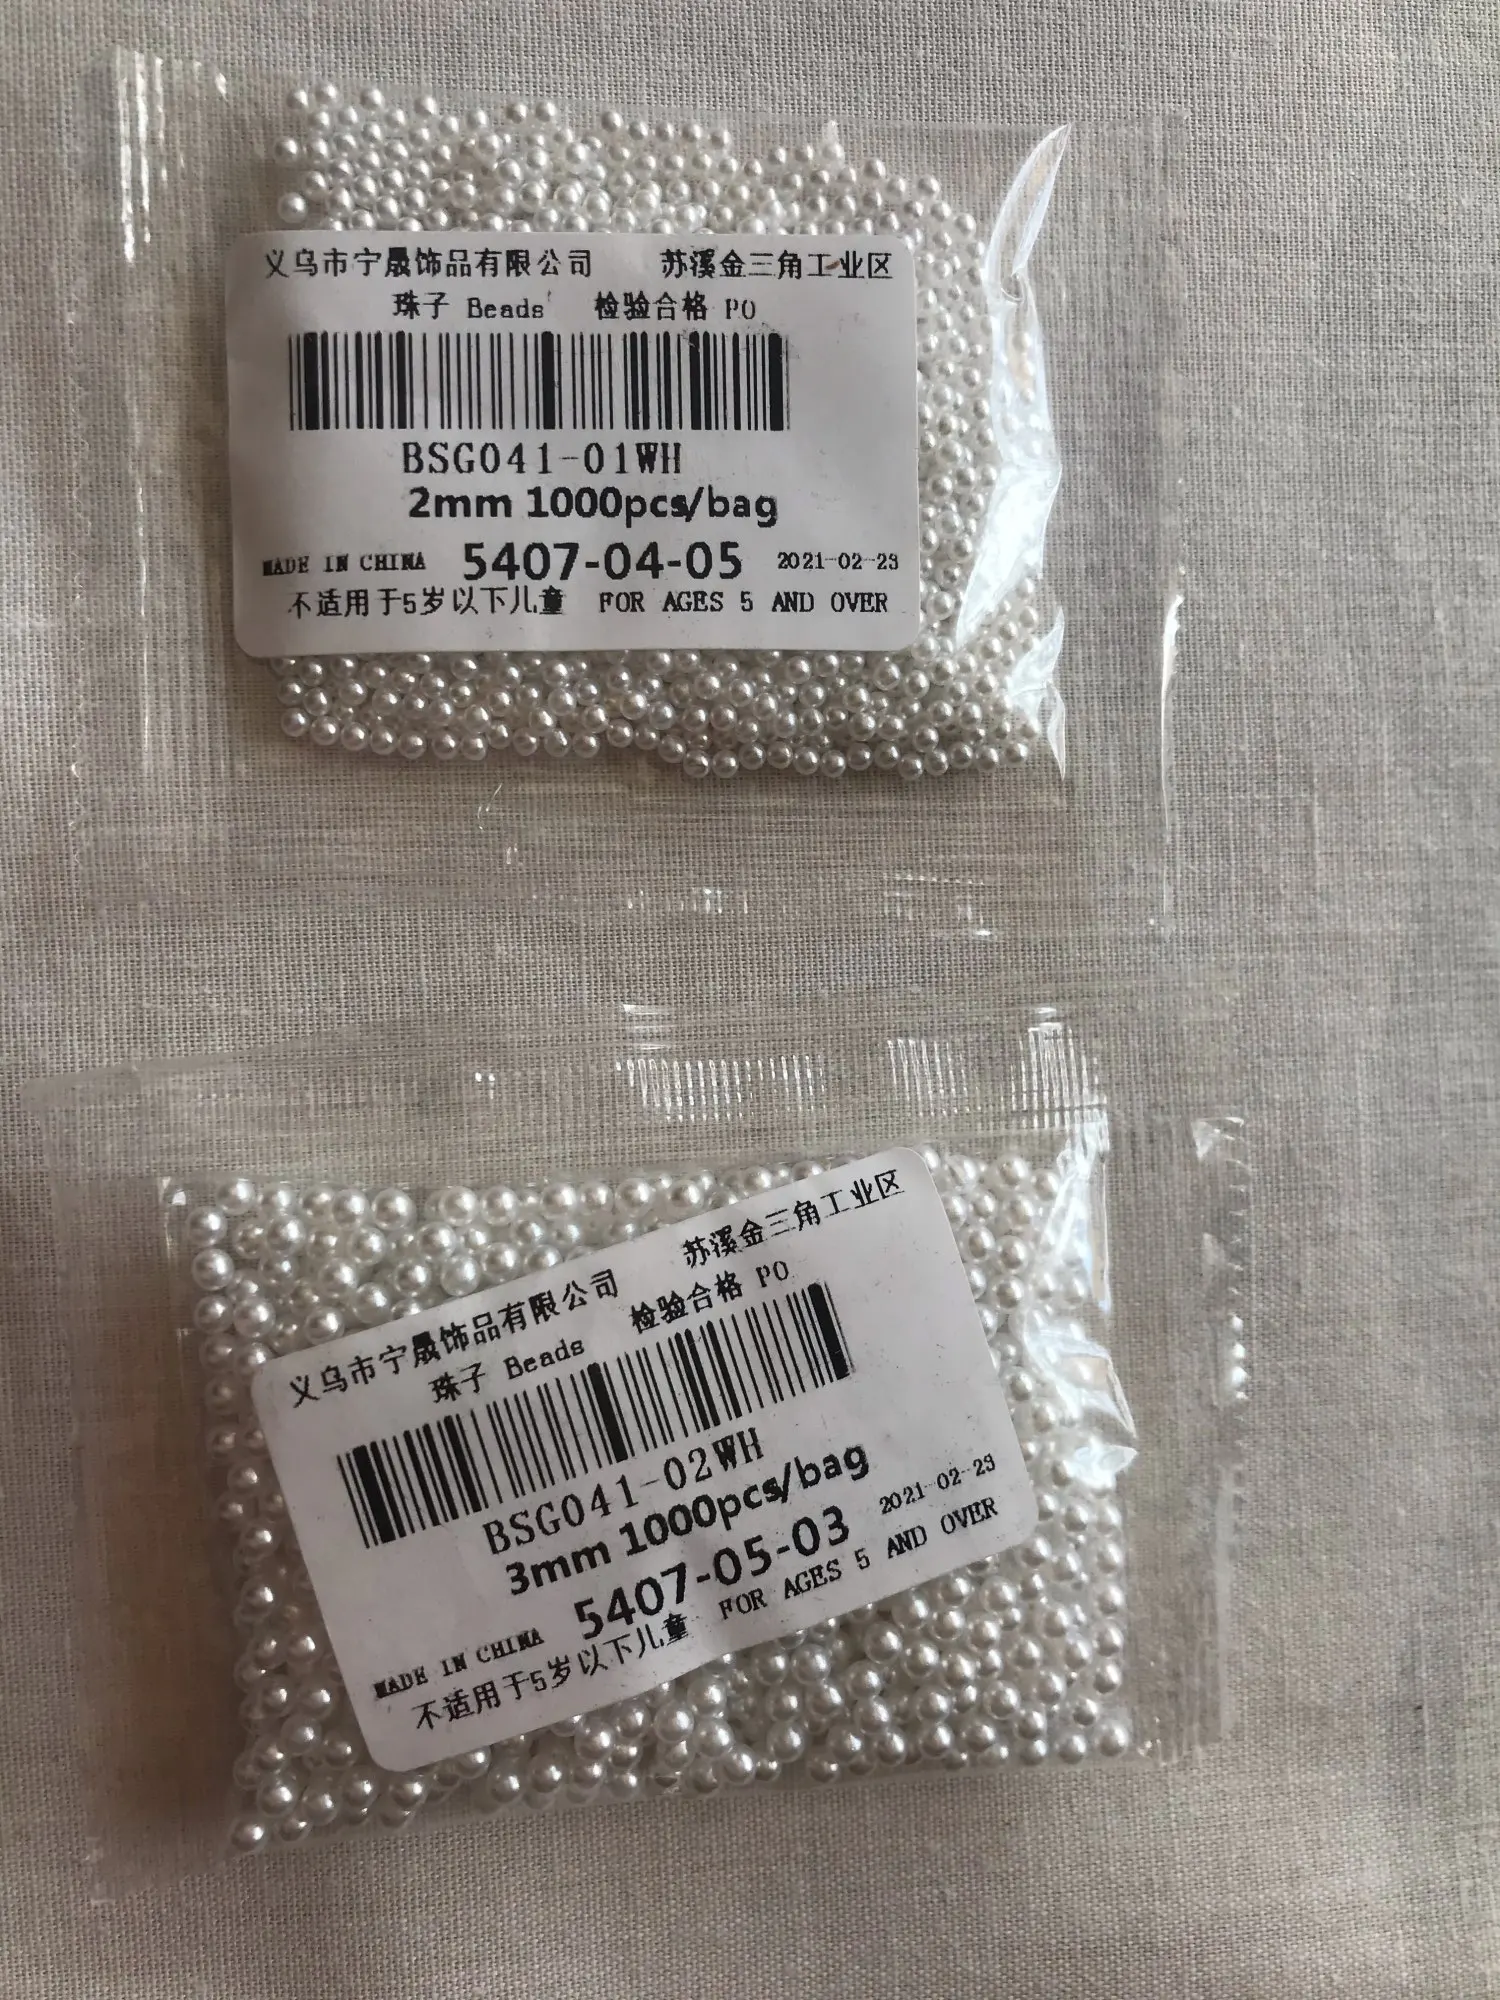 义乌市宁晟饰品有限公司 苏溪金三角工业区
珠子 Beads 检验合格 PO
BSG041-01WH
2mm 1000pcs/bag
MADE IN CHINA 5407-04-05 2021-02-23
不适用于5岁以下儿童 FOR AGES 5 AND OVER
义乌市宁晟饰品有限公司 苏溪金三角工业区
珠子 Beads 检验合格 PO
BSG041-02WH
3mm 1000pcs/bag
MADE IN CHINA 5407-05-03 2021-02-23
不适用于5岁以下儿童 FOR AGES 5 AND OVER